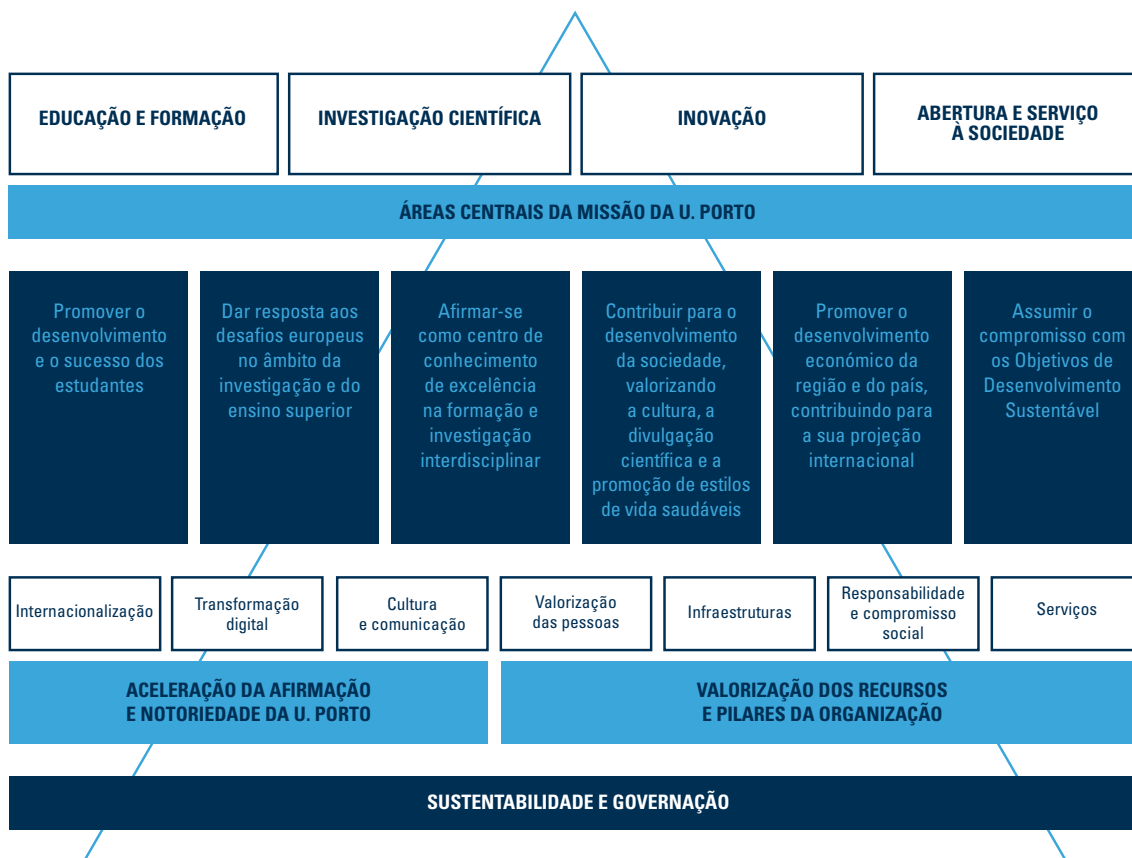 EDUCAÇÃO E FORMAÇÃO
INVESTIGAÇÃO CIENTÍFICA
INOVAÇÃO
ABERTURA E SERVIÇO
À SOCIEDADE
ÁREAS CENTRAIS DA MISSÃO DA U. PORTO
Promover o
desenvolvimento
e o sucesso dos
estudantes
Dar resposta aos
desafios europeus
no âmbito da
investigação e do
ensino superior
Afirmar-se
como centro de
conhecimento
de excelência
na formação e
investigação
interdisciplinar
Contribuir para o
desenvolvimento
da sociedade,
valorizando
a cultura, a
divulgação
científica e a
promoção de estilos
de vida saudáveis
Promover o
desenvolvimento
económico da
região e do país,
contribuindo para
a sua projeção
internacional
Assumir o
compromisso com
os Objetivos de
Desenvolvimento
Sustentável
Internacionalização
Transformação
digital
Cultura
e comunicação
Valorização
das pessoas
Infraestruturas
Responsabilidade
e compromisso
social
Serviços
ACELERAÇÃO DA AFIRMAÇÃO
E NOTORIEDADE DA U. PORTO
VALORIZAÇÃO DOS RECURSOS
E PILARES DA ORGANIZAÇÃO
SUSTENTABILIDADE E GOVERNAÇÃO